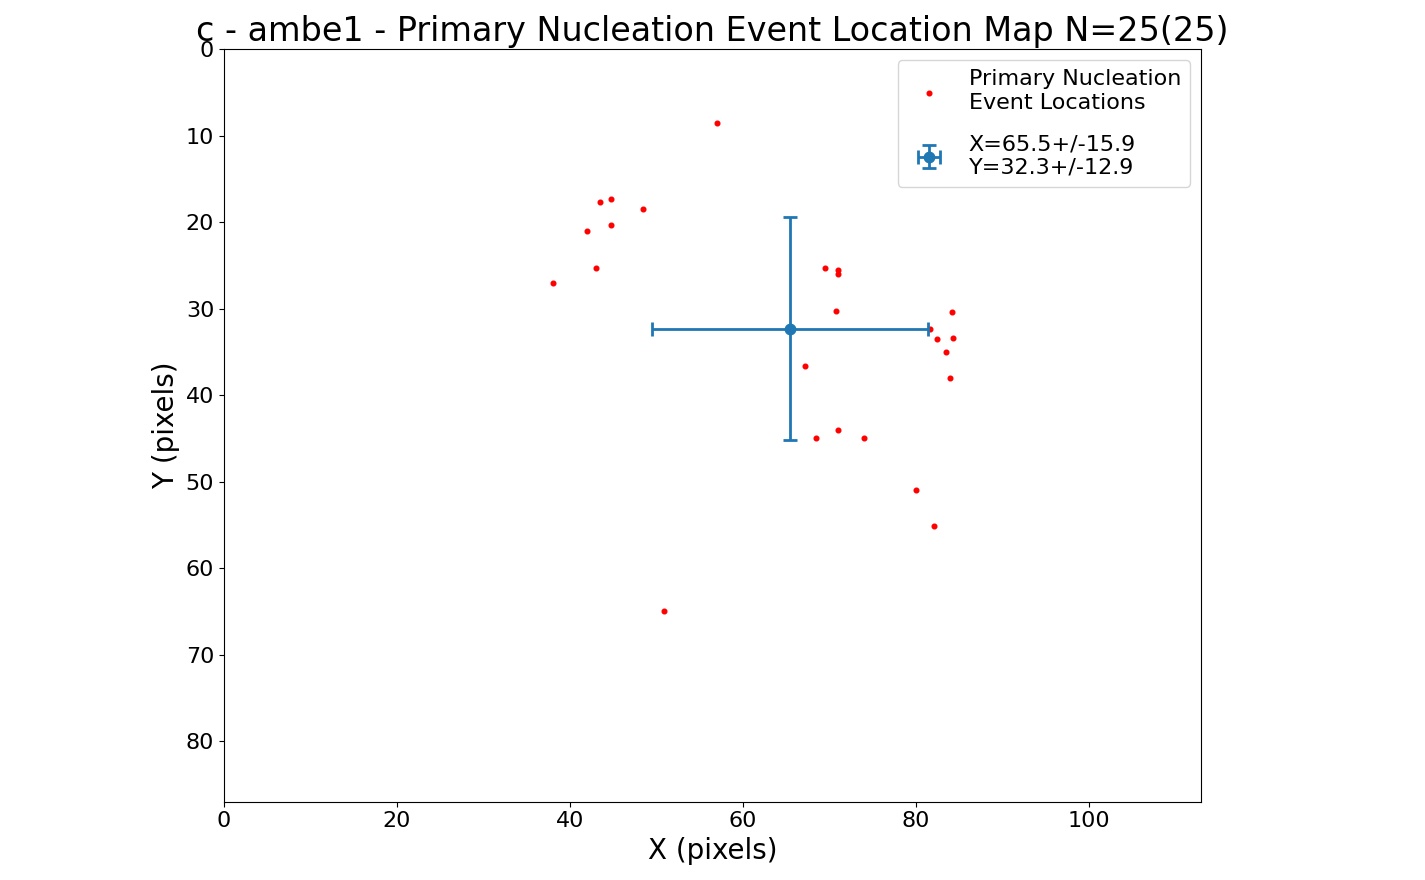 c - ambe1 - Primary Nucleation Event Location Map N=25(25)
Primary Nucleation
Event Locations
X=65.5+/-15.9
Y=32.3+/-12.9
Y (pixels)
0
10
20
30
40
50
60
70
80
0 20 40 60 80 100
X (pixels)